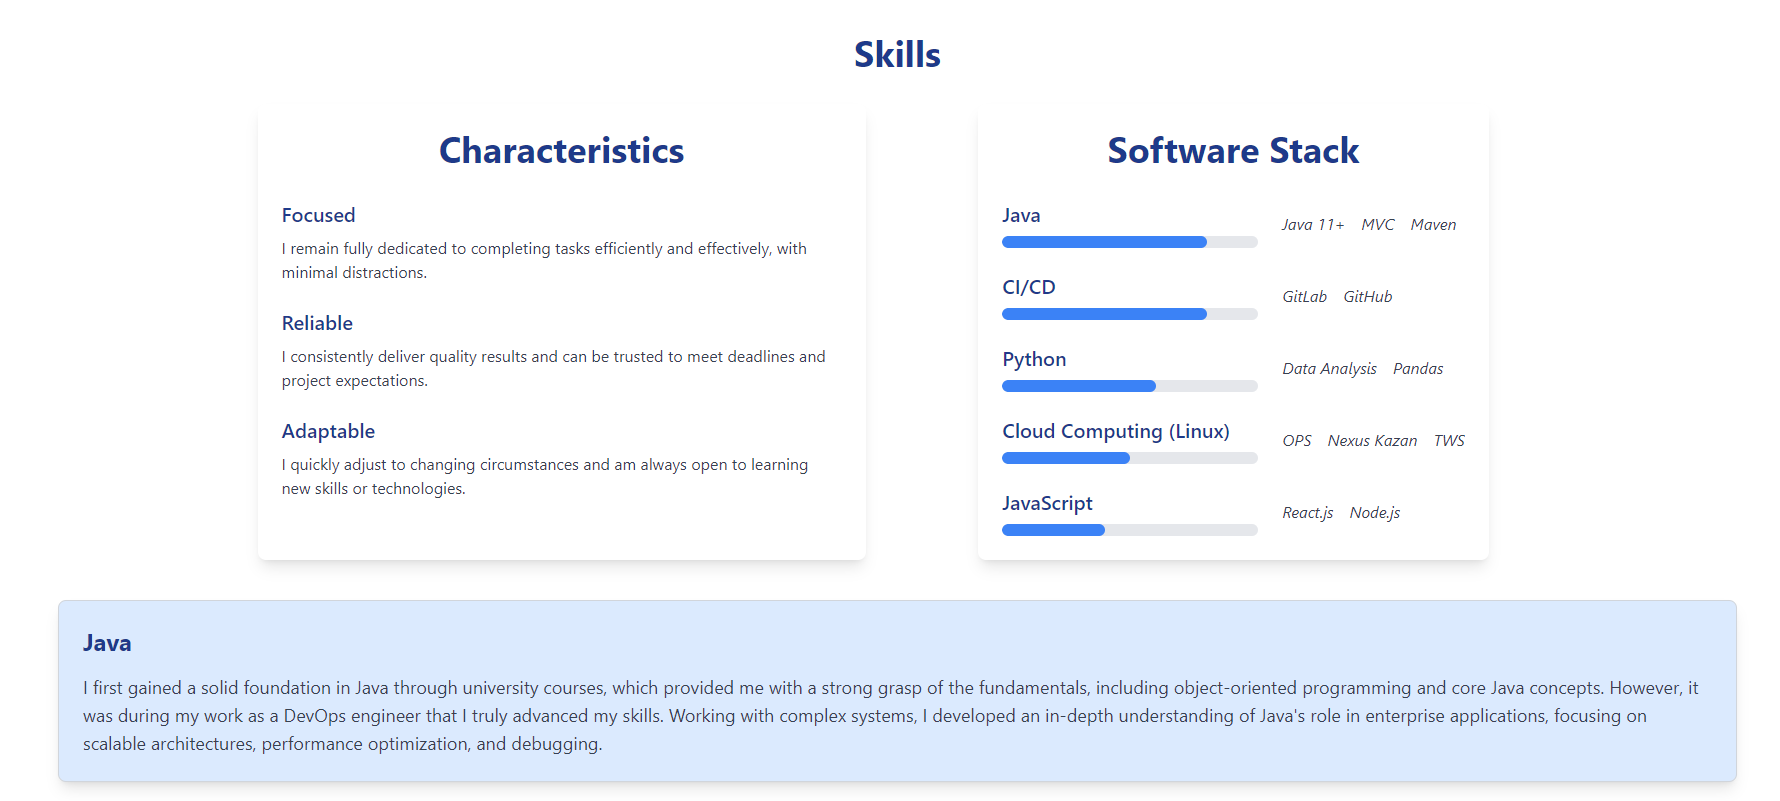 Skills
Characteristics
Focused
I remain fully dedicated to completing tasks efficiently and effectively, with
minimal distractions.
Reliable
I consistently deliver quality results and can be trusted to meet deadlines and
project expectations.
Adaptable
I quickly adjust to changing circumstances and am always open to learning
new skills or technologies.
Software Stack
Java
Java 11+ MVC Maven
CI/CD
GitLab GitHub
Python
Data Analysis Pandas
Cloud Computing (Linux)
OPS Nexus Kazan TWS
JavaScript
React.js Node.js
Java
I first gained a solid foundation in Java through university courses, which provided me with a strong grasp of the fundamentals, including object-oriented programming and core Java concepts. However, it
was during my work as a DevOps engineer that I truly advanced my skills. Working with complex systems, I developed an in-depth understanding of Java's role in enterprise applications, focusing on
scalable architectures, performance optimization, and debugging.